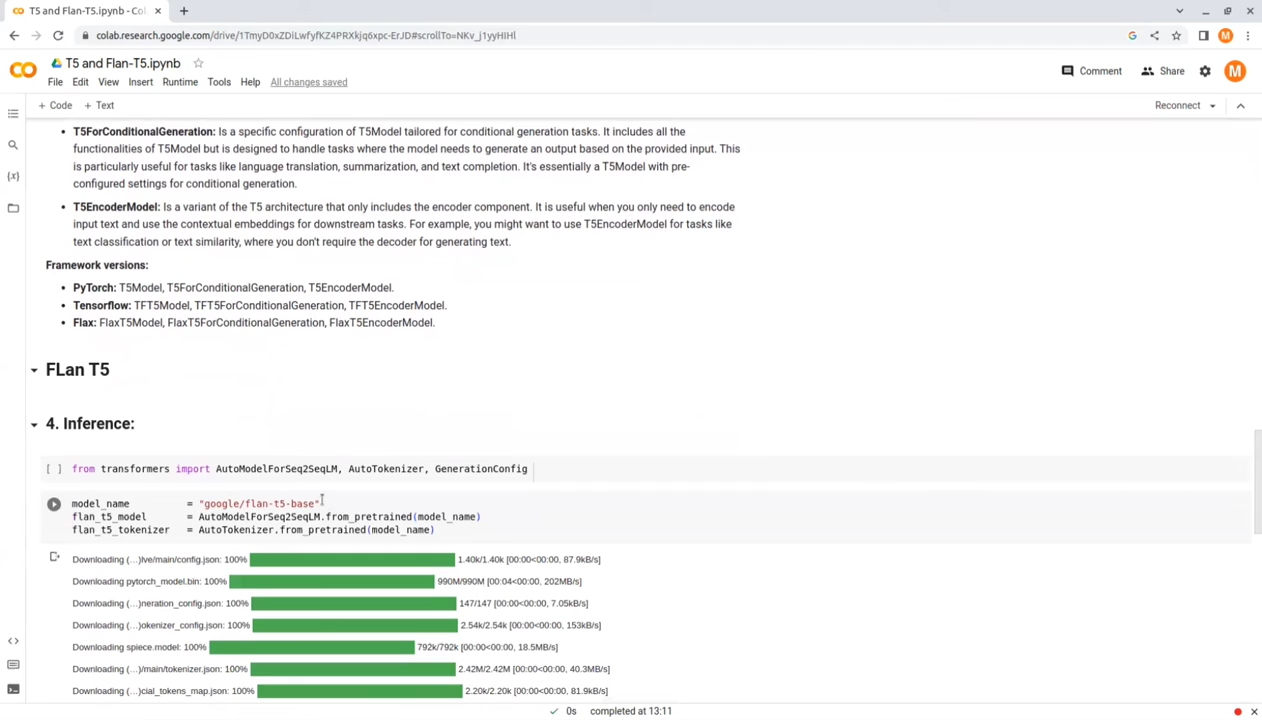 T5 and Flan-T5.ipynb - Col
colab.research.google.com/drive/1TmyD0xZDiLwfyfKZ4PRXkjq6xpc-ErJD#scrollTo=NKv_j1yyHIHl
T5 and Flan-T5.ipynb
File Edit View Insert Runtime Tools Help All changes saved
Comment Share M
+ Code + Text
Reconnect
T5ForConditionalGeneration: Is a specific configuration of T5Model tailored for conditional generation tasks. It includes all the
functionalities of T5Model but is designed to handle tasks where the model needs to generate an output based on the provided input. This
is particularly useful for tasks like language translation, summarization, and text completion. It's essentially a T5Model with pre-
configured settings for conditional generation.
T5EncoderModel: Is a variant of the T5 architecture that only includes the encoder component. It is useful when you only need to encode
input text and use the contextual embeddings for downstream tasks. For example, you might want to use T5EncoderModel for tasks like
text classification or text similarity, where you don't require the decoder for generating text.
Framework versions:
PyTorch: T5Model, T5ForConditionalGeneration, T5EncoderModel.
Tensorflow: TFT5Model, TFT5ForConditionalGeneration, TFT5EncoderModel.
Flax: FlaxT5Model, FlaxT5ForConditionalGeneration, FlaxT5EncoderModel.
FLan T5
4. Inference:
[ ] from transformers import AutoModelForSeq2SeqLM, AutoTokenizer, GenerationConfig
model_name = "google/flan-t5-base"
flan_t5_model = AutoModelForSeq2SeqLM.from_pretrained(model_name)
flan_t5_tokenizer = AutoTokenizer.from_pretrained(model_name)
Downloading (…)lve/main/config.json: 100% 1.40k/1.40k [00:00<00:00, 87.9kB/s]
Downloading pytorch_model.bin: 100% 990M/990M [00:04<00:00, 202MB/s]
Downloading (…)neration_config.json: 100% 147/147 [00:00<00:00, 7.05kB/s]
Downloading (…)okenizer_config.json: 100% 2.54k/2.54k [00:00<00:00, 153kB/s]
Downloading spiece.model: 100% 792k/792k [00:00<00:00, 18.5MB/s]
Downloading (…)/main/tokenizer.json: 100% 2.42M/2.42M [00:00<00:00, 40.3MB/s]
Downloading (…)cial_tokens_map.json: 100% 2.20k/2.20k [00:00<00:00, 81.9kB/s]
0s completed at 13:11